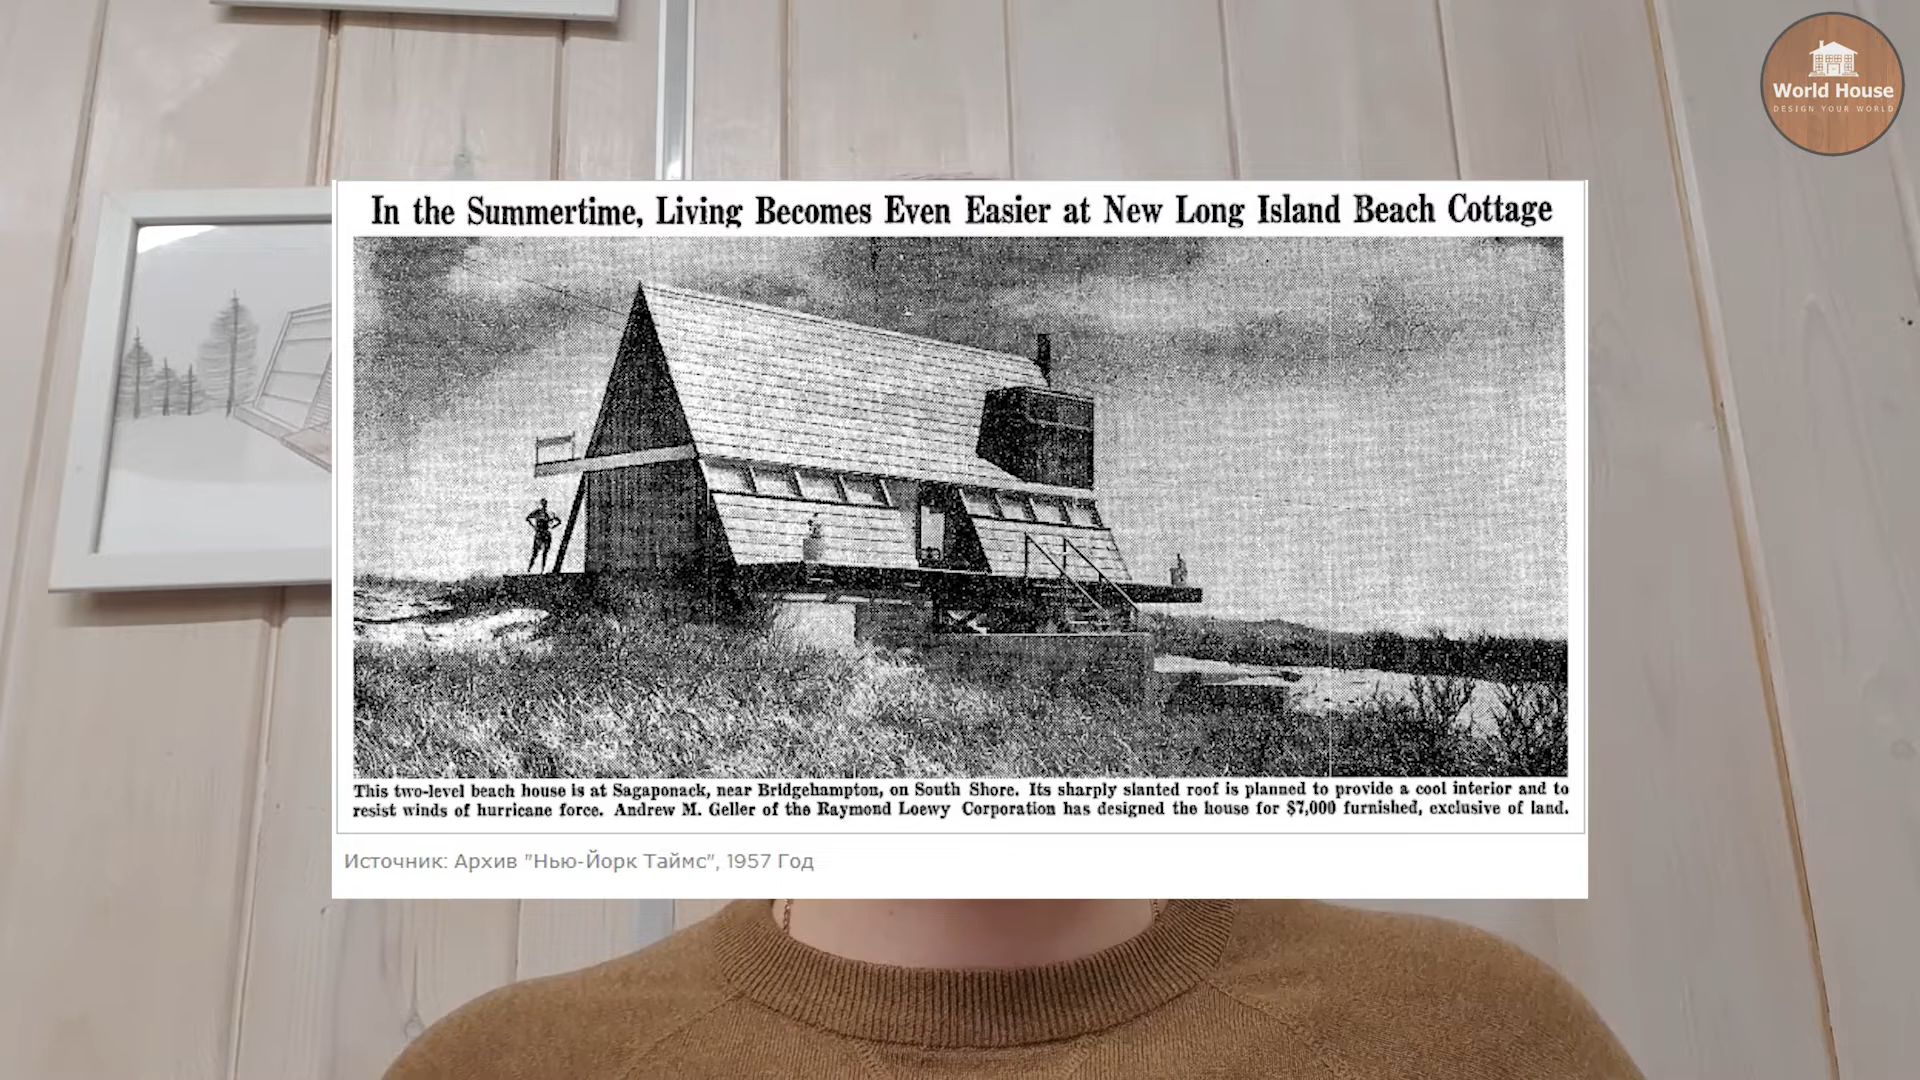 World House
DESIGN YOUR WORLD
In the Summertime, Living Becomes Even Easier at New Long Island Beach Cottage
This two-level beach house is at Sagaponack, near Bridgehampton, on South Shore. Its sharply slanted roof is planned to provide a cool interior and to
resist winds of hurricane force. Andrew M. Geller of the Raymond Loewy Corporation has designed the house for $7,000 furnished, exclusive of land.
Источник: Архив "Нью-Йорк Таймс", 1957 Год